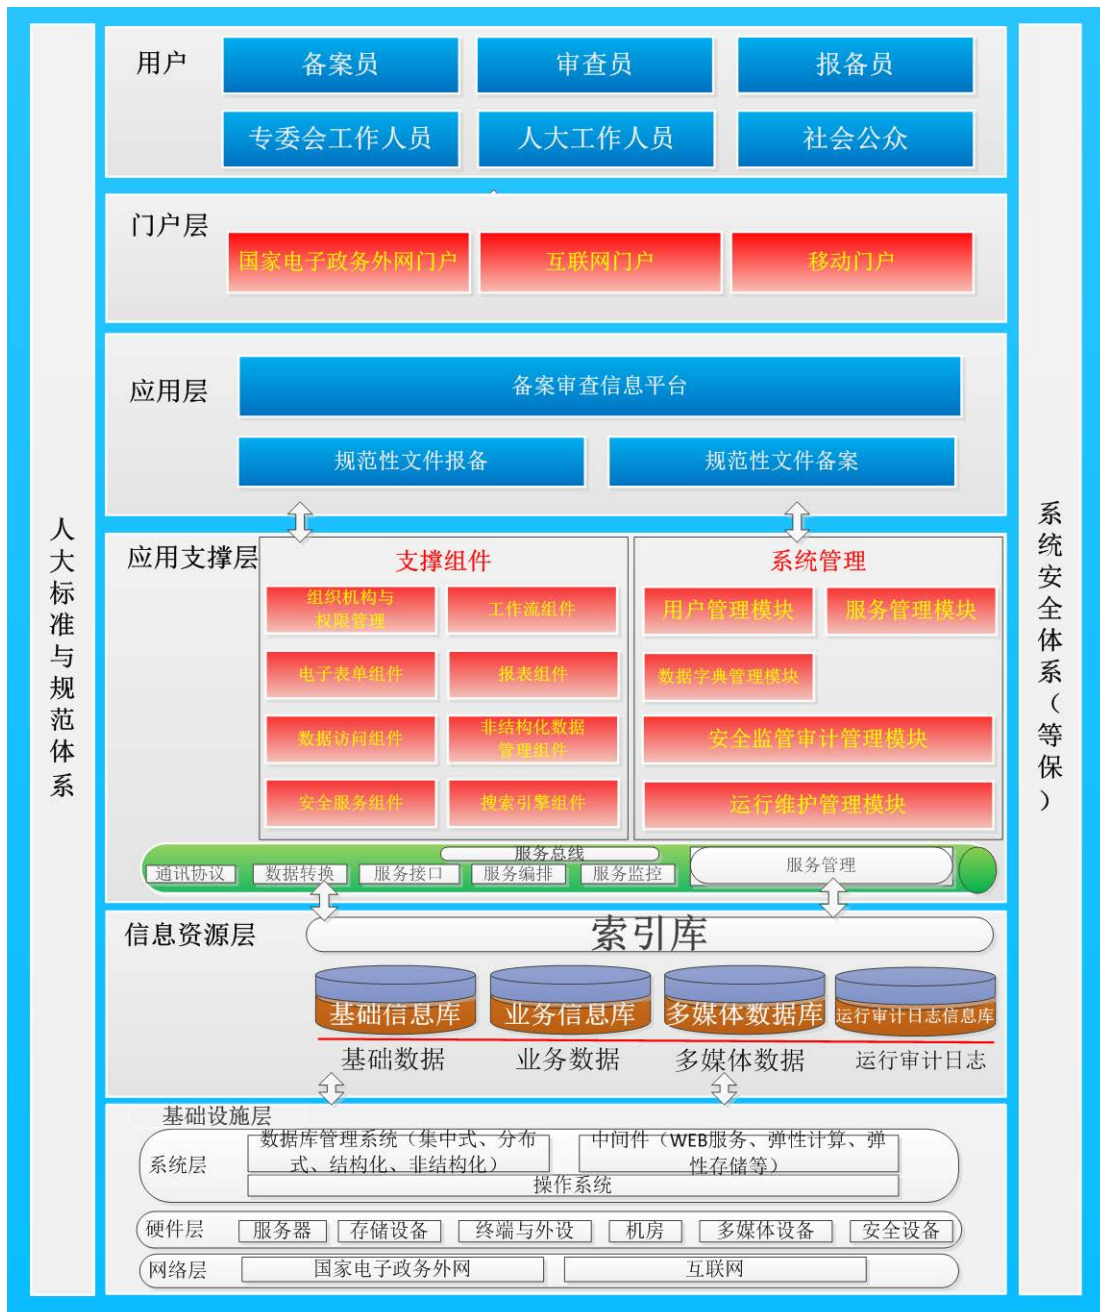 人大标准与规范体系
用户
备案员
审查员
报备员
专委会工作人员
人大工作人员
社会公众
门户层
国家电子政务外网门户
互联网门户
移动门户
应用层
备案审查信息平台
规范性文件报备
规范性文件备案
应用支撑层
支撑组件
组织机构与
权限管理
工作流组件
电子表单组件
报表组件
数据访问组件
非结构化数据
管理组件
安全服务组件
搜索引擎组件
系统管理
用户管理模块
服务管理模块
数据字典管理模块
安全监管审计管理模块
运行维护管理模块
服务总线
通讯协议
数据转换
服务接口
服务编排
服务监控
服务管理
信息资源层
索引库
基础信息库
业务信息库
多媒体数据库
运行审计日志信息库
基础数据
业务数据
多媒体数据
运行审计日志
基础设施层
系统层
数据库管理系统（集中式、分布
式、结构化、非结构化）
中间件（WEB服务、弹性计算、弹
性存储等）
操作系统
硬件层
服务器
存储设备
终端与外设
机房
多媒体设备
安全设备
网络层
国家电子政务外网
互联网
系统安全体系（等保）